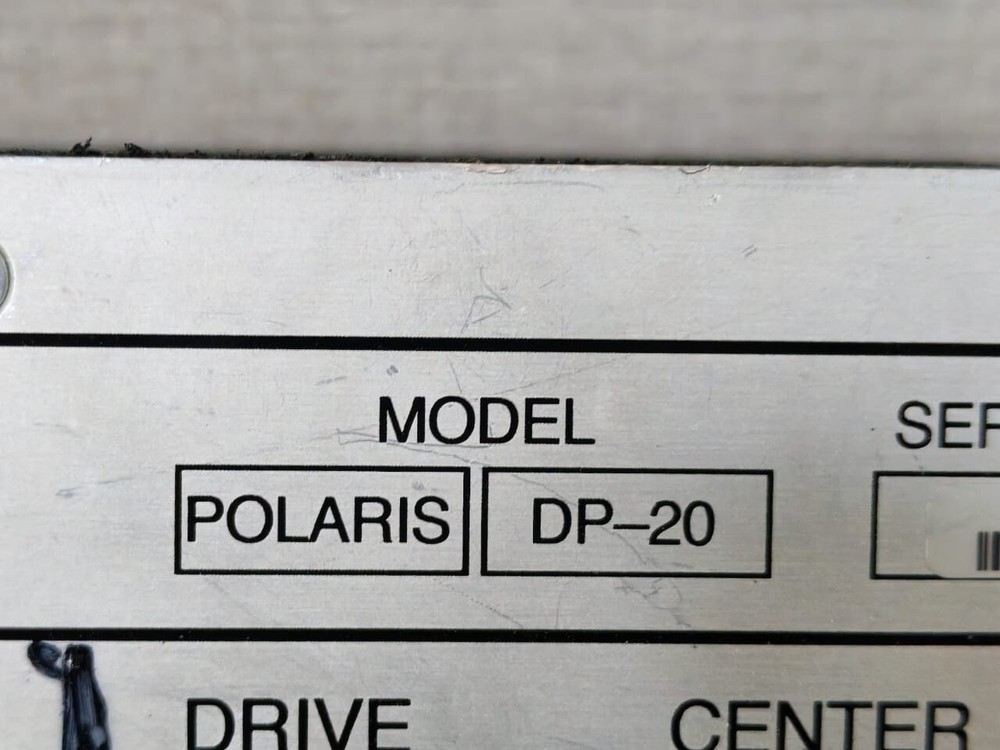 MODEL
POLARIS DP–20
DRIVE CENTER